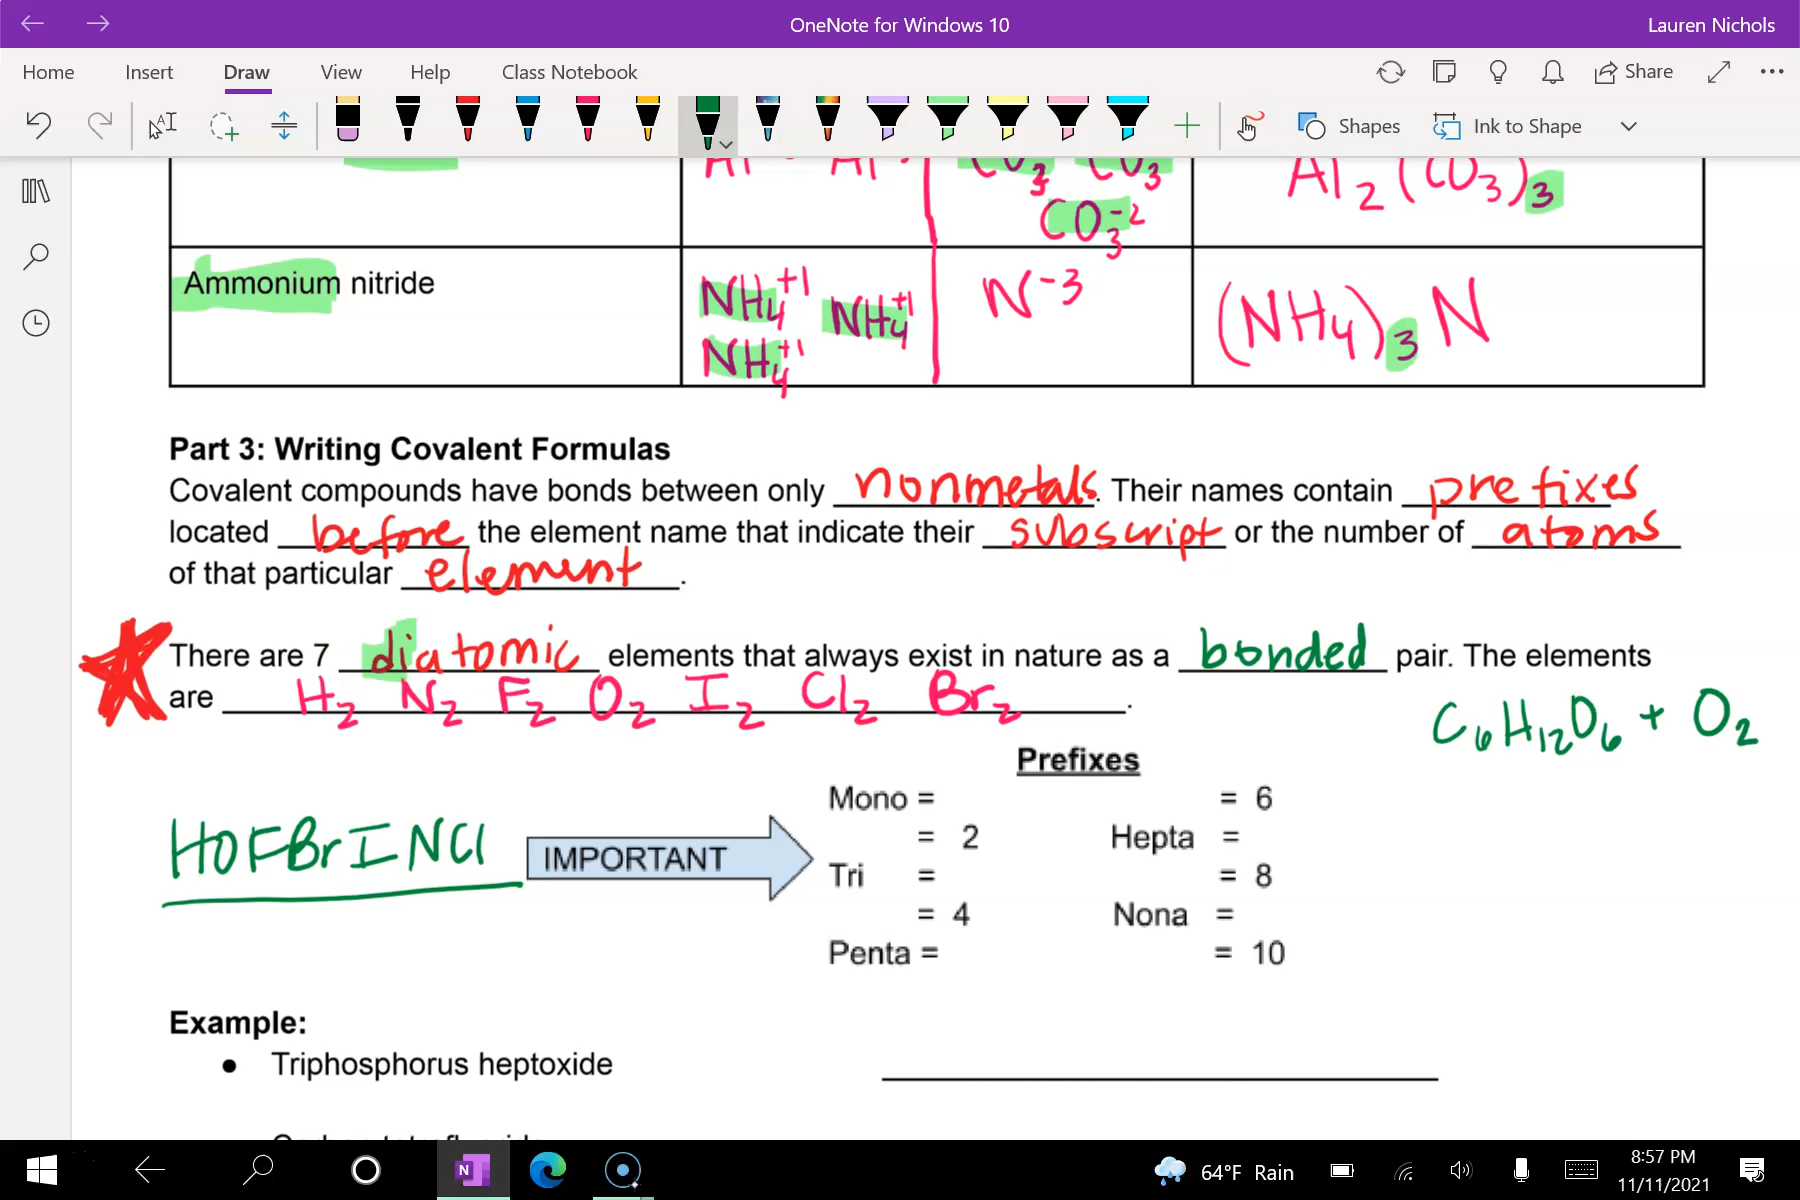 OneNote for Windows 10
Lauren Nichols
Home Insert Draw View Help Class Notebook Share
Shapes Ink to Shape
Al Al CO3 CO3 Al2(CO3)3
CO3-2
Ammonium nitride NH4+1 NH4+1 N-3 (NH4)3N
NH4+1
Part 3: Writing Covalent Formulas
Covalent compounds have bonds between only nonmetals. Their names contain prefixes
located before the element name that indicate their subscript or the number of atoms
of that particular element.
There are 7 diatomic elements that always exist in nature as a bonded pair. The elements
are H2 N2 F2 O2 I2 Cl2 Br2.
C6H12O6 + O2
Prefixes
Mono = = 6
= 2 Hepta =
HOFBrINCl
IMPORTANT
Tri = = 8
= 4 Nona =
Penta = = 10
Example:
• Triphosphorus heptoxide
64°F Rain
8:57 PM
11/11/2021